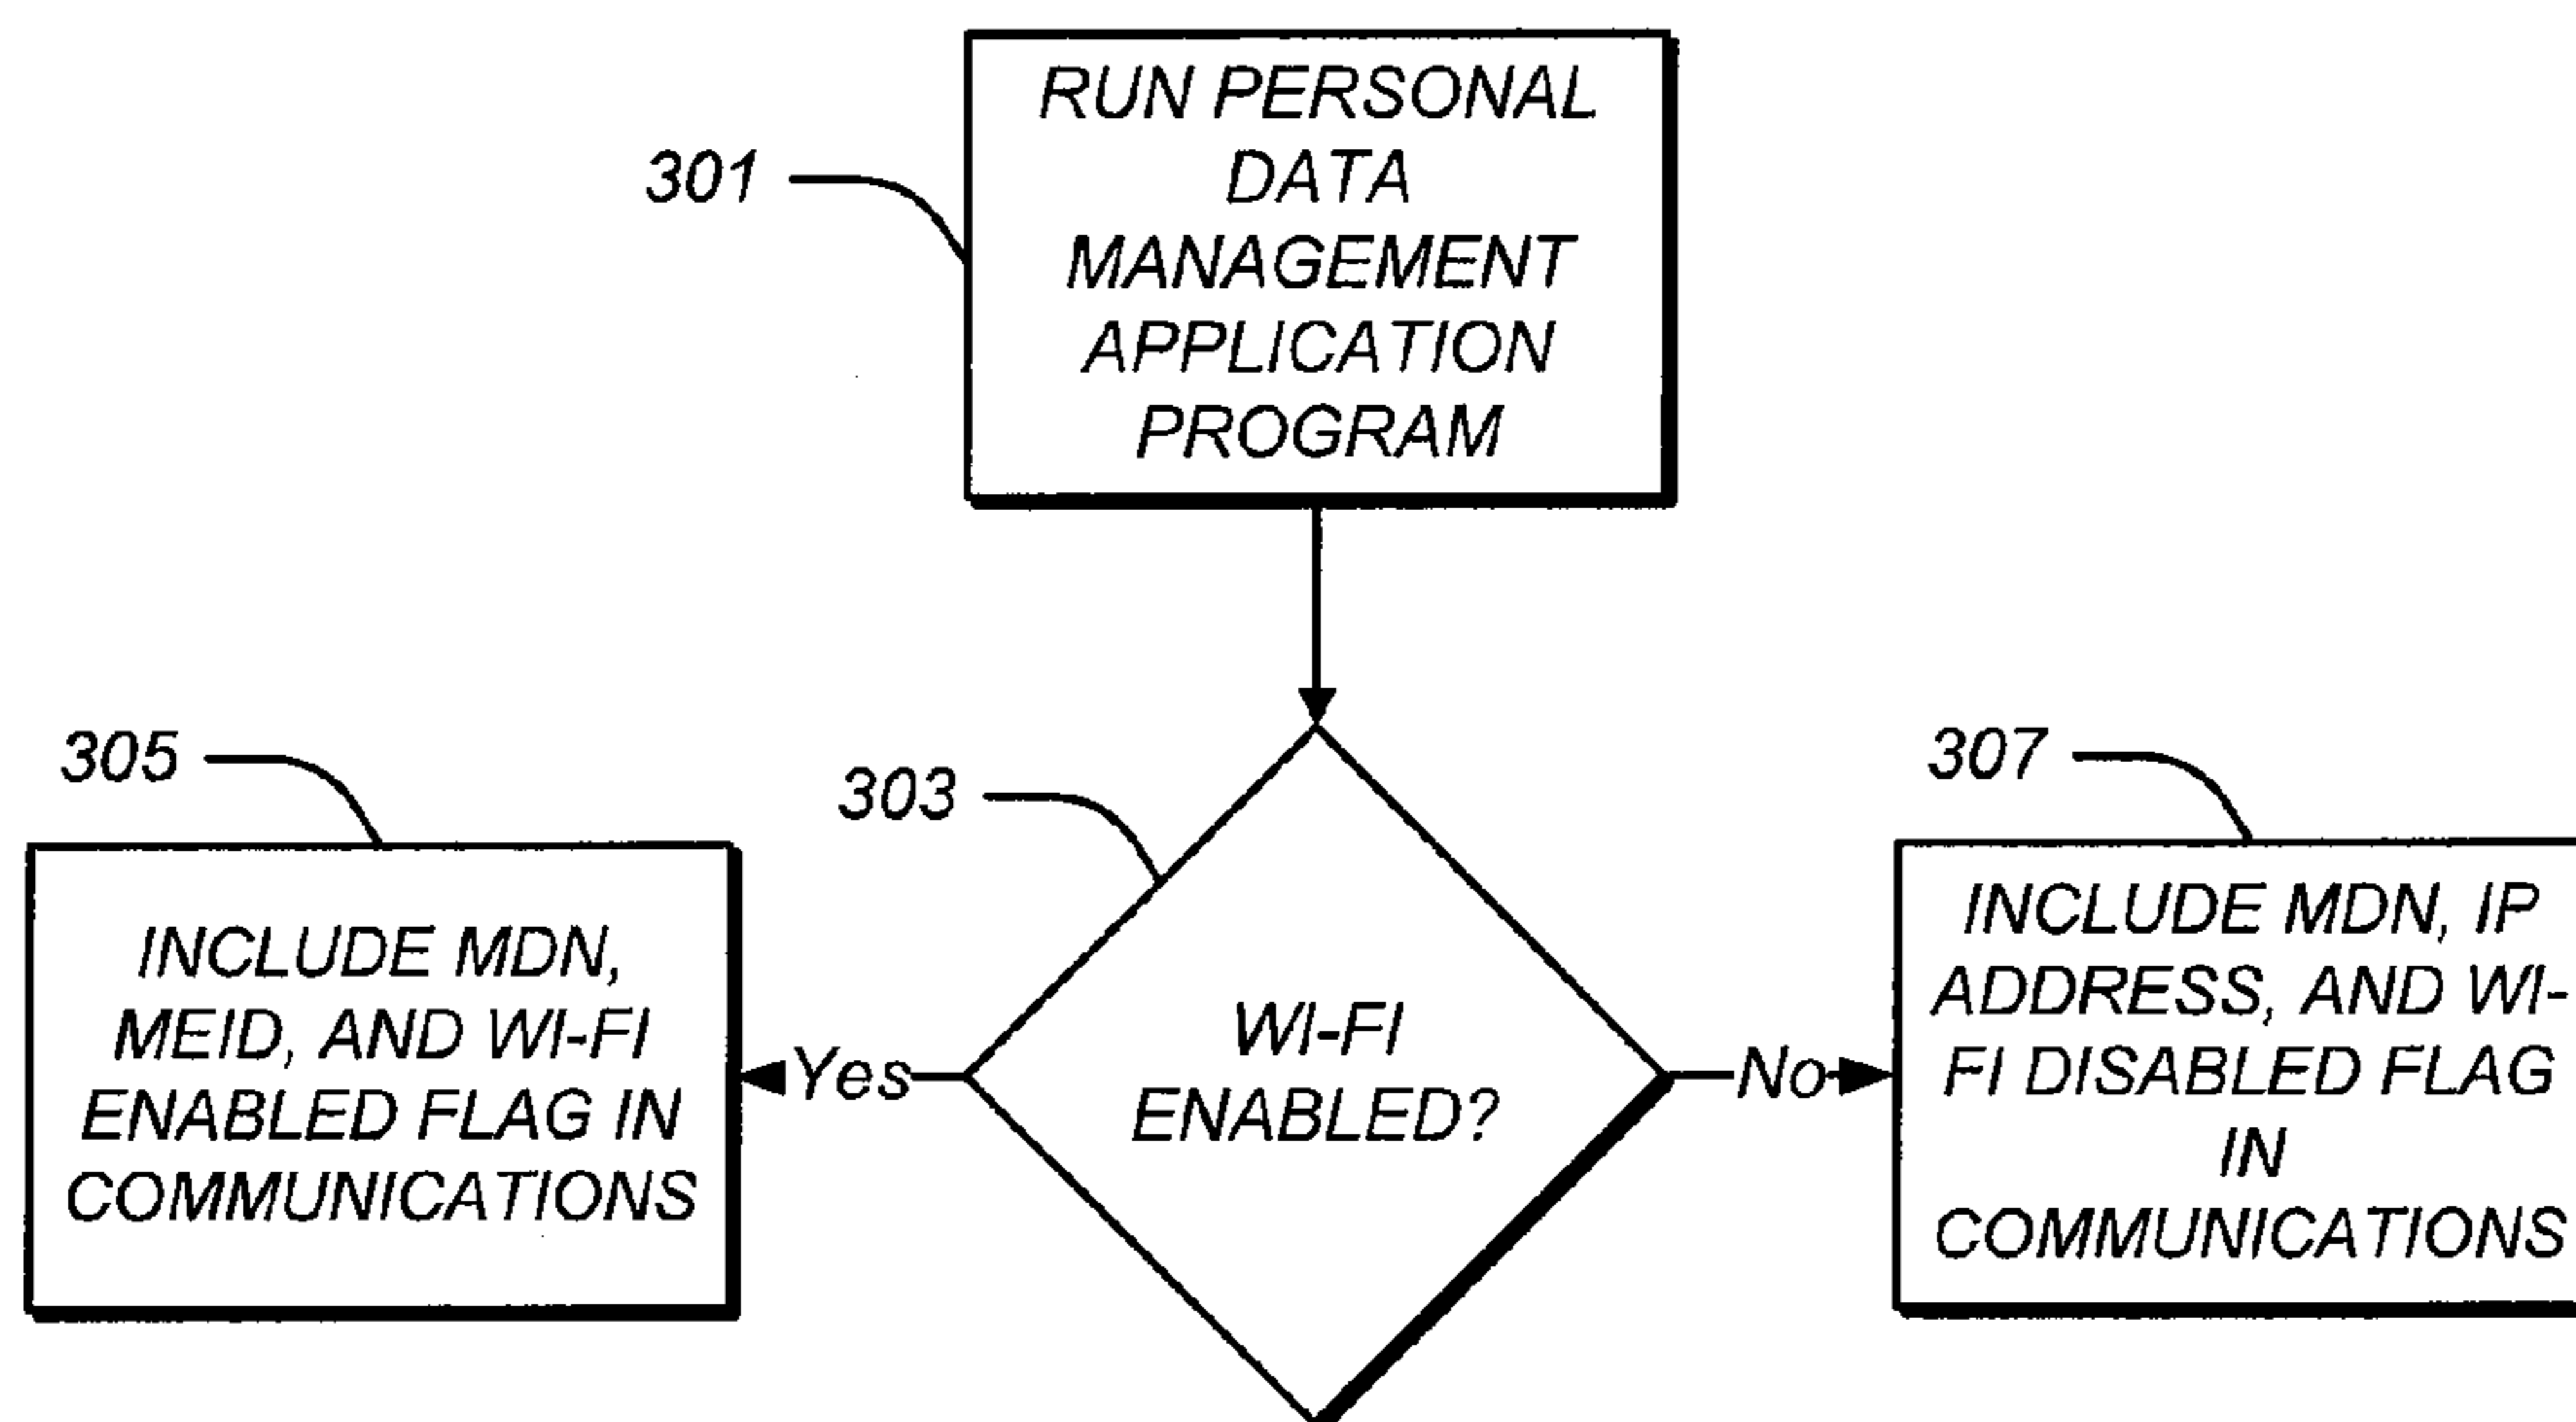 301
RUN PERSONAL
DATA
MANAGEMENT
APPLICATION
PROGRAM
305
303
307
INCLUDE MDN,
MEID, AND WI-FI
ENABLED FLAG IN
COMMUNICATIONS
Yes
WI-FI
ENABLED?
No
INCLUDE MDN, IP
ADDRESS, AND WI-
FI DISABLED FLAG
IN
COMMUNICATIONS